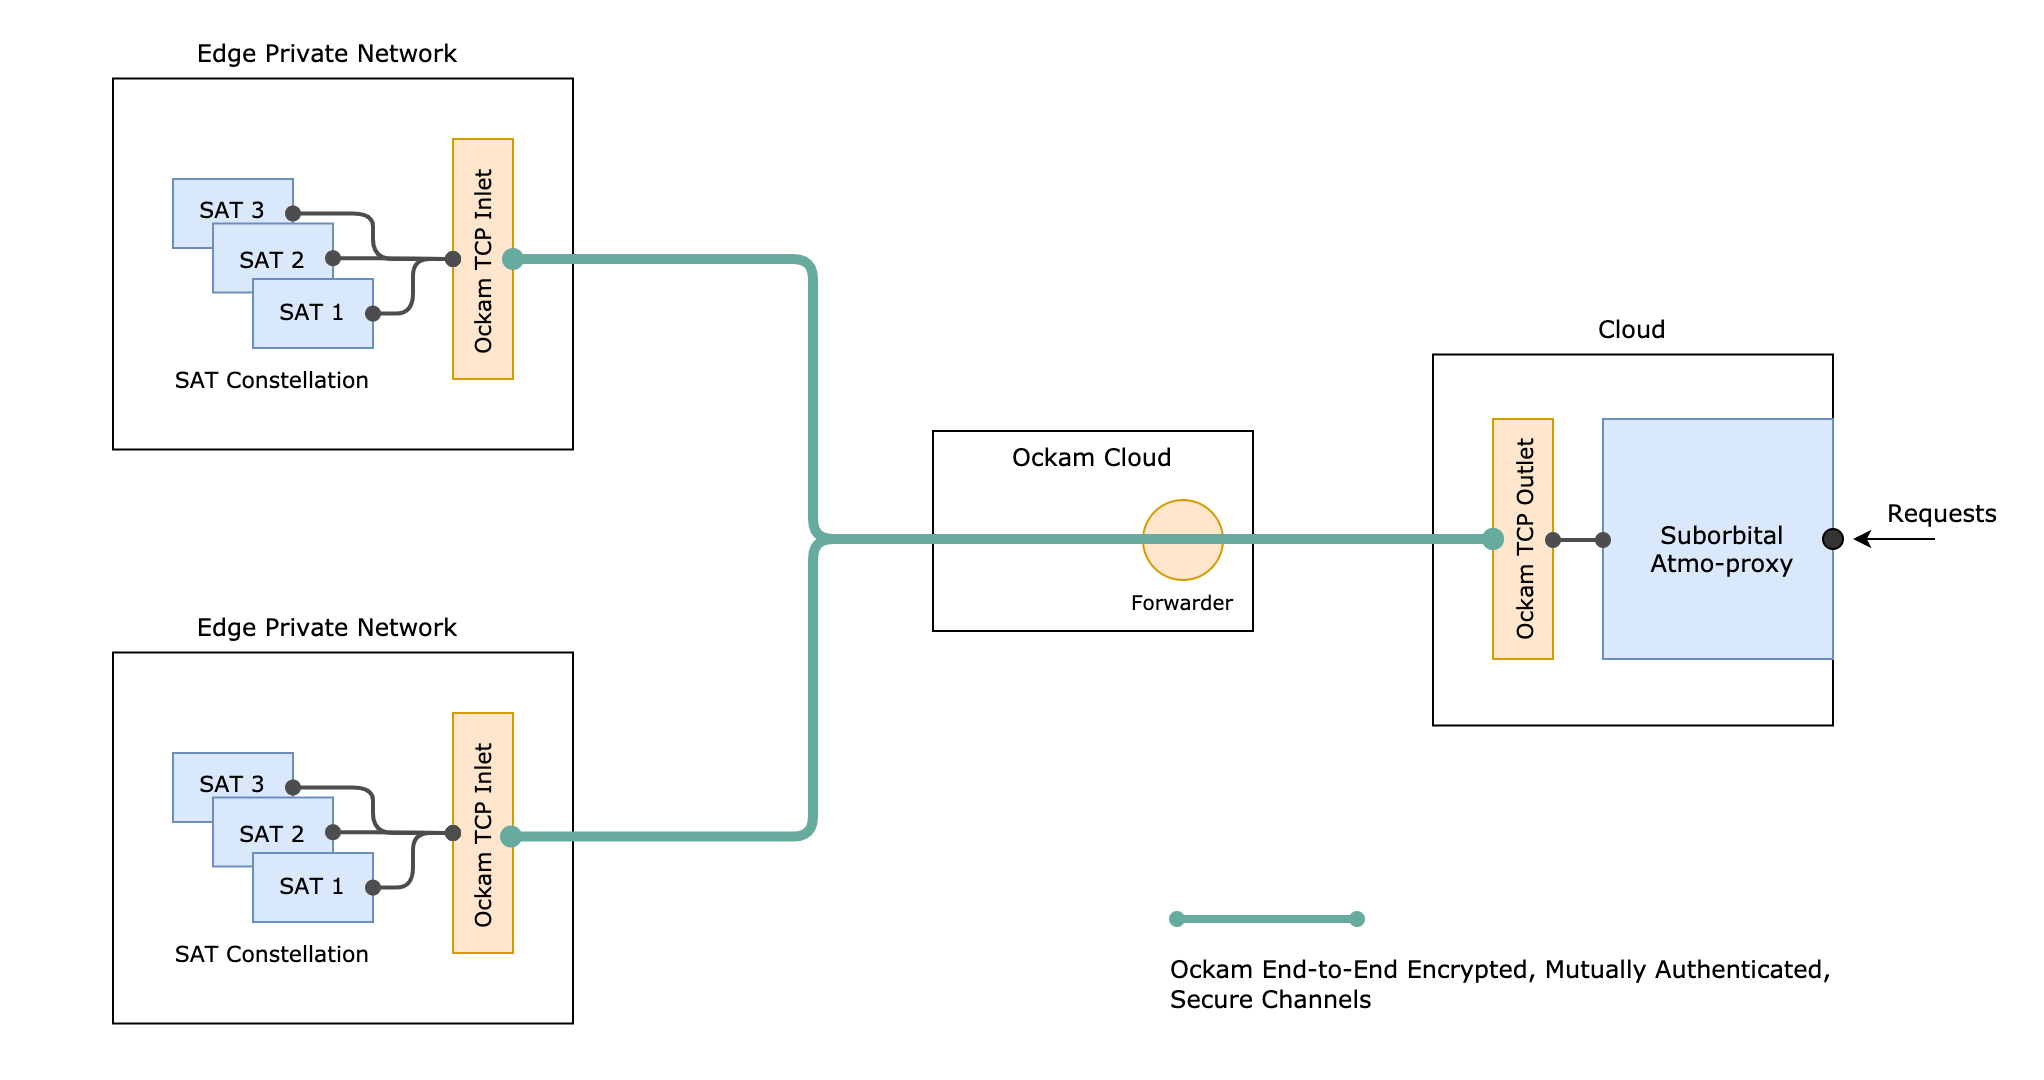 Edge Private Network
SAT 3
SAT 2
SAT 1
SAT Constellation
Ockam TCP Inlet
Edge Private Network
SAT 3
SAT 2
SAT 1
SAT Constellation
Ockam TCP Inlet
Ockam Cloud
Forwarder
Cloud
Ockam TCP Outlet
Suborbital
Atmo-proxy
Requests
Ockam End-to-End Encrypted, Mutually Authenticated,
Secure Channels